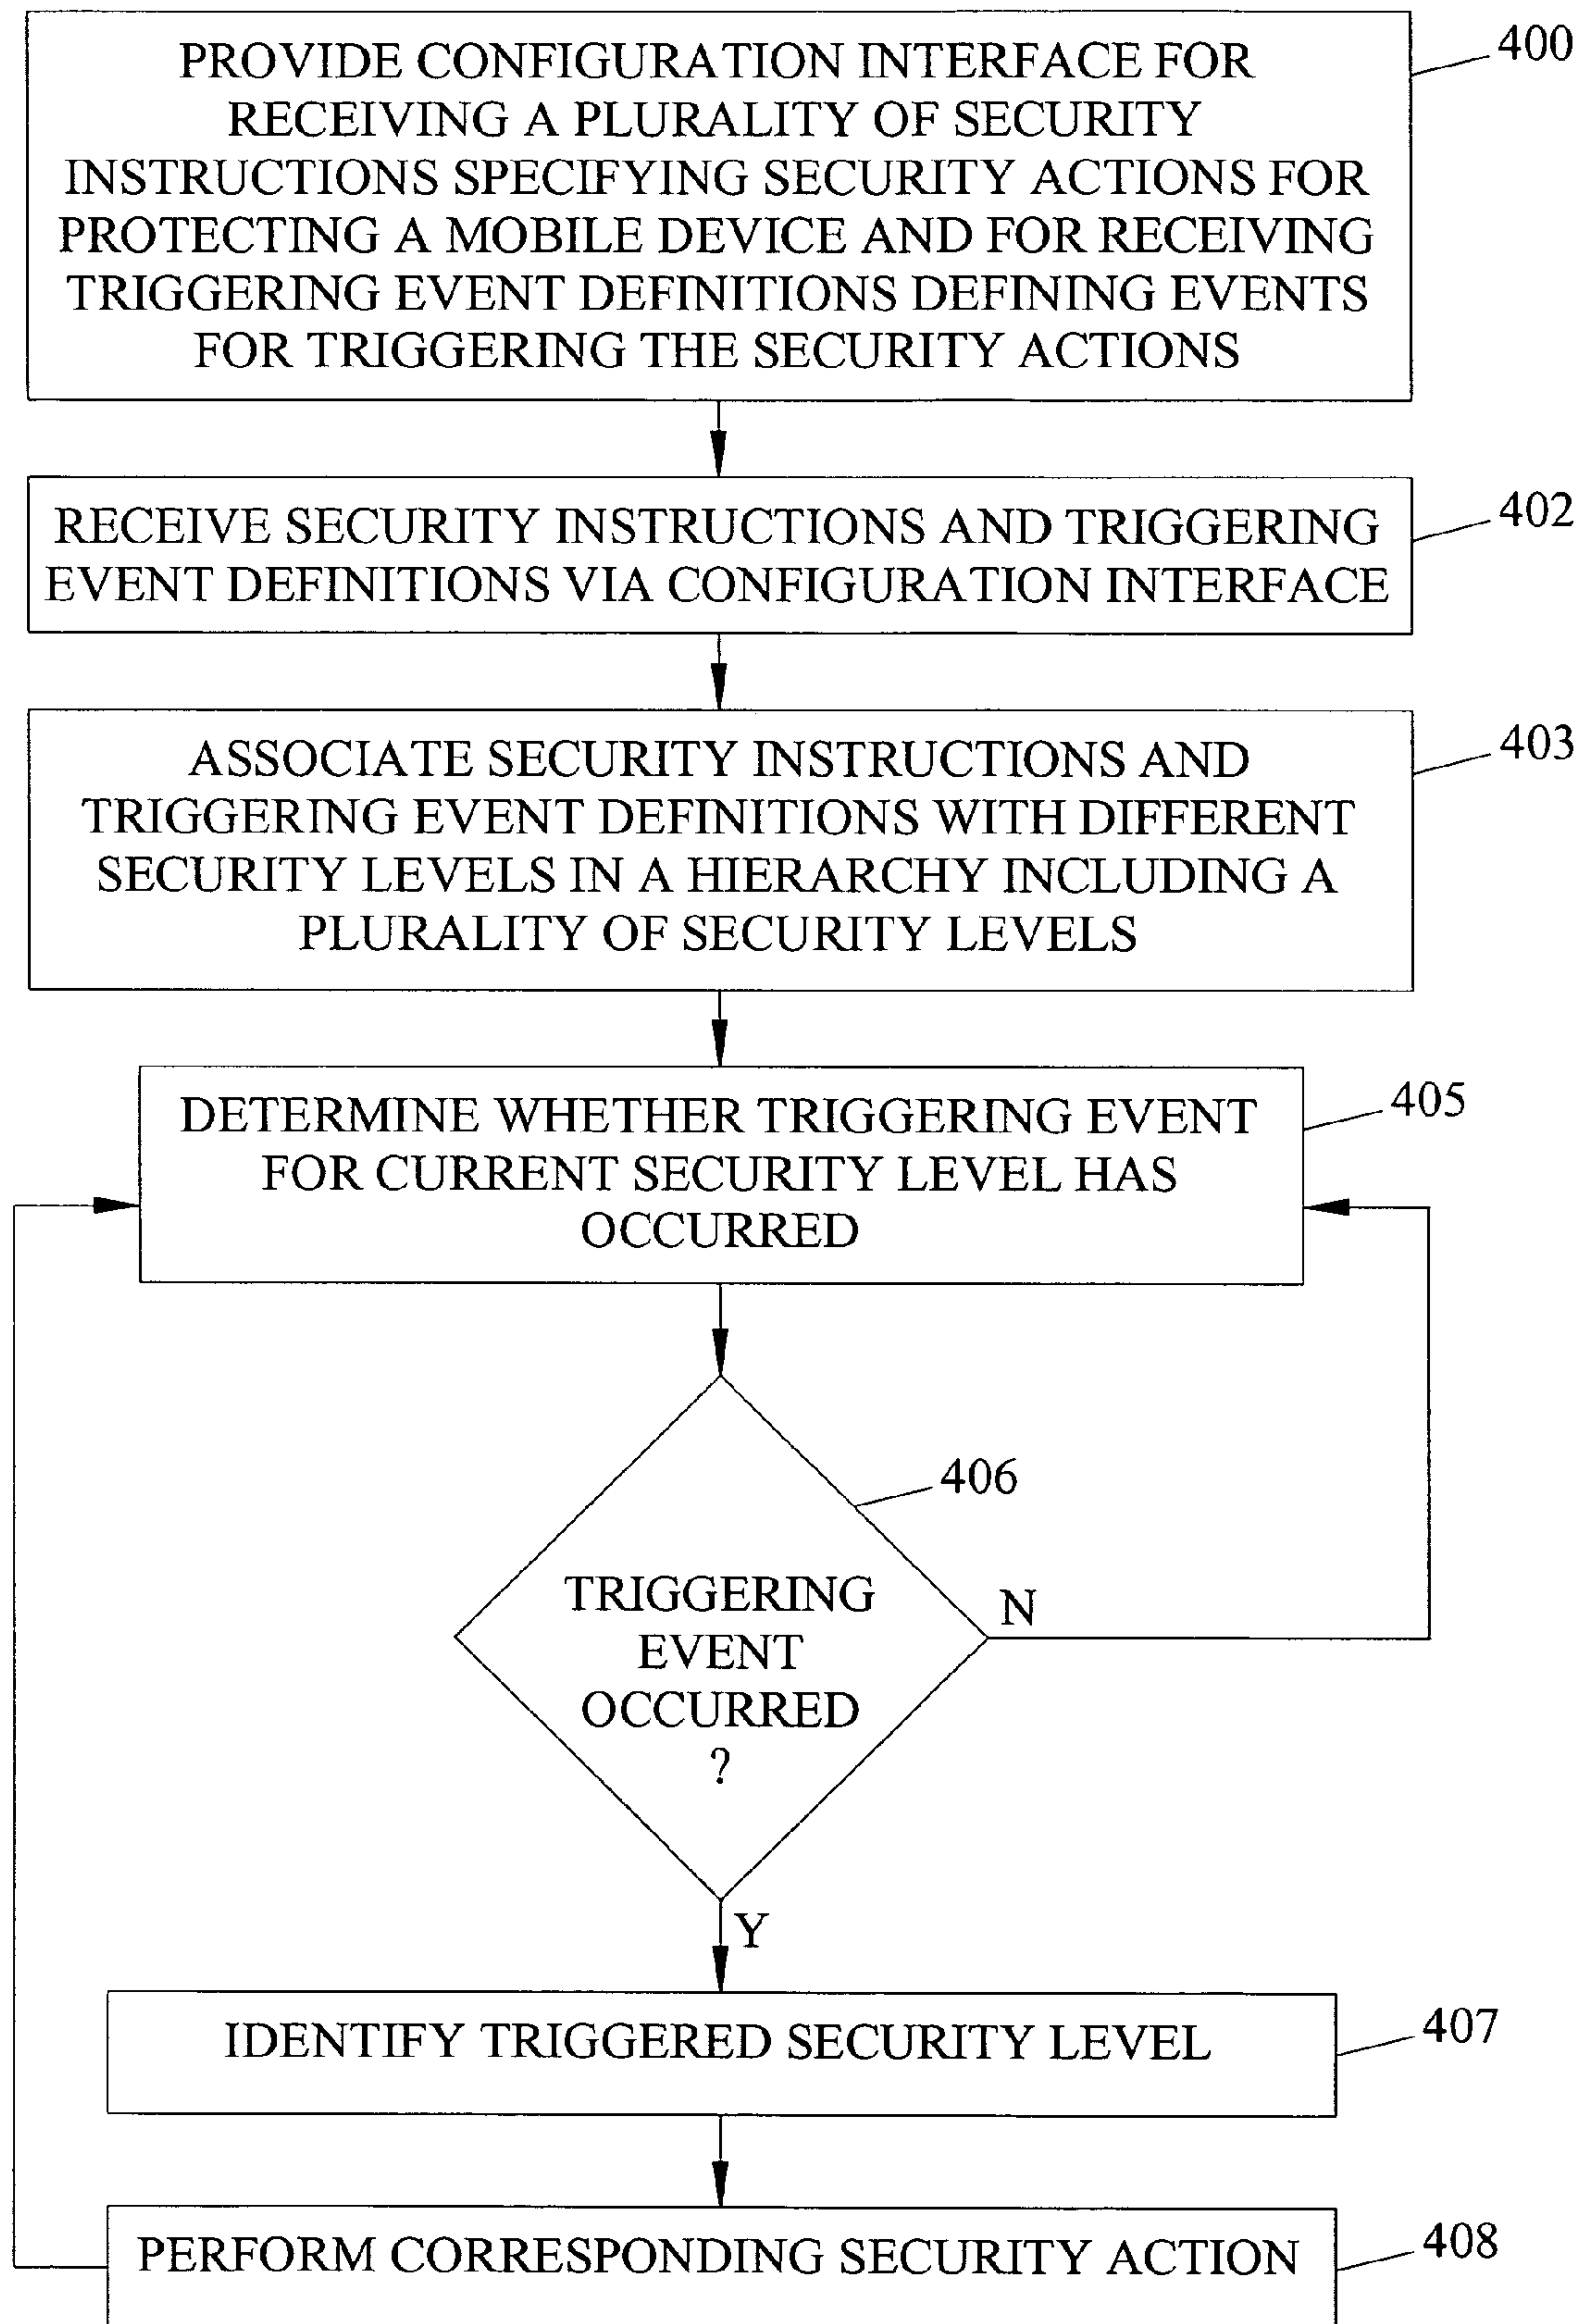 PROVIDE CONFIGURATION INTERFACE FOR
RECEIVING A PLURALITY OF SECURITY
INSTRUCTIONS SPECIFYING SECURITY ACTIONS FOR
PROTECTING A MOBILE DEVICE AND FOR RECEIVING
TRIGGERING EVENT DEFINITIONS DEFINING EVENTS
FOR TRIGGERING THE SECURITY ACTIONS
400
RECEIVE SECURITY INSTRUCTIONS AND TRIGGERING
EVENT DEFINITIONS VIA CONFIGURATION INTERFACE
402
ASSOCIATE SECURITY INSTRUCTIONS AND
TRIGGERING EVENT DEFINITIONS WITH DIFFERENT
SECURITY LEVELS IN A HIERARCHY INCLUDING A
PLURALITY OF SECURITY LEVELS
403
DETERMINE WHETHER TRIGGERING EVENT
FOR CURRENT SECURITY LEVEL HAS
OCCURRED
405
406
TRIGGERING
EVENT
OCCURRED
?
N
Y
IDENTIFY TRIGGERED SECURITY LEVEL
407
PERFORM CORRESPONDING SECURITY ACTION
408